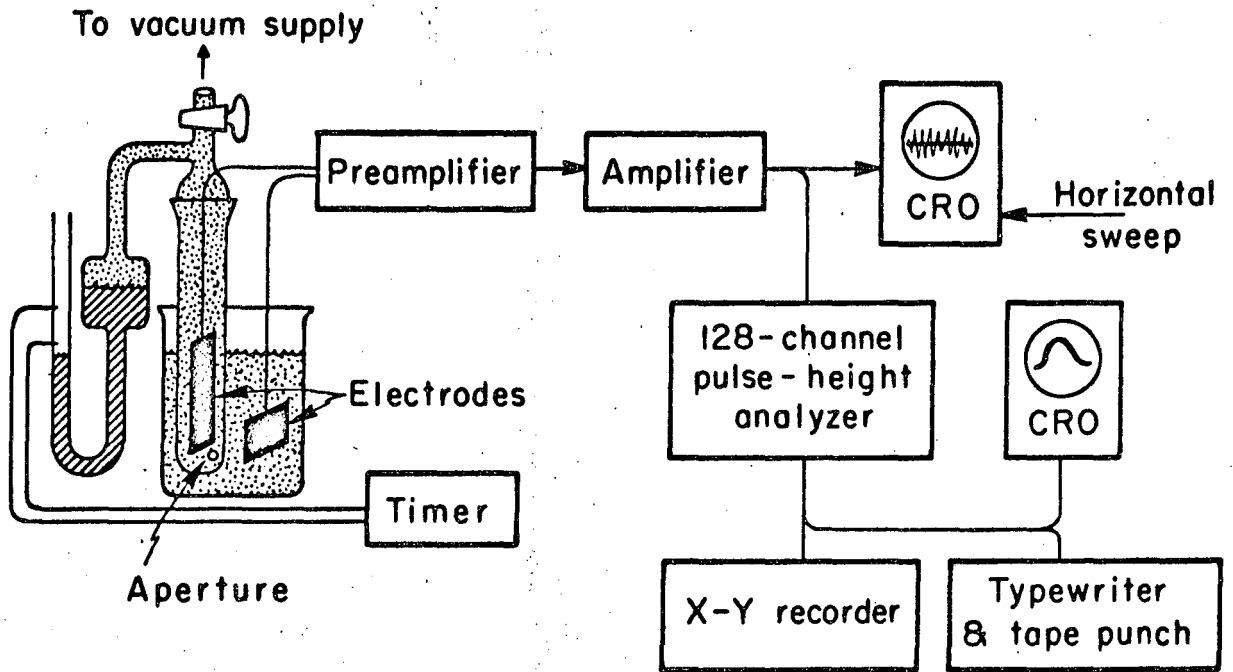 To vacuum supply
Preamplifier
Amplifier
CRO
Horizontal
sweep
128-channel
pulse-height
analyzer
CRO
Electrodes
Timer
Aperture
X-Y recorder
Typewriter
& tape punch